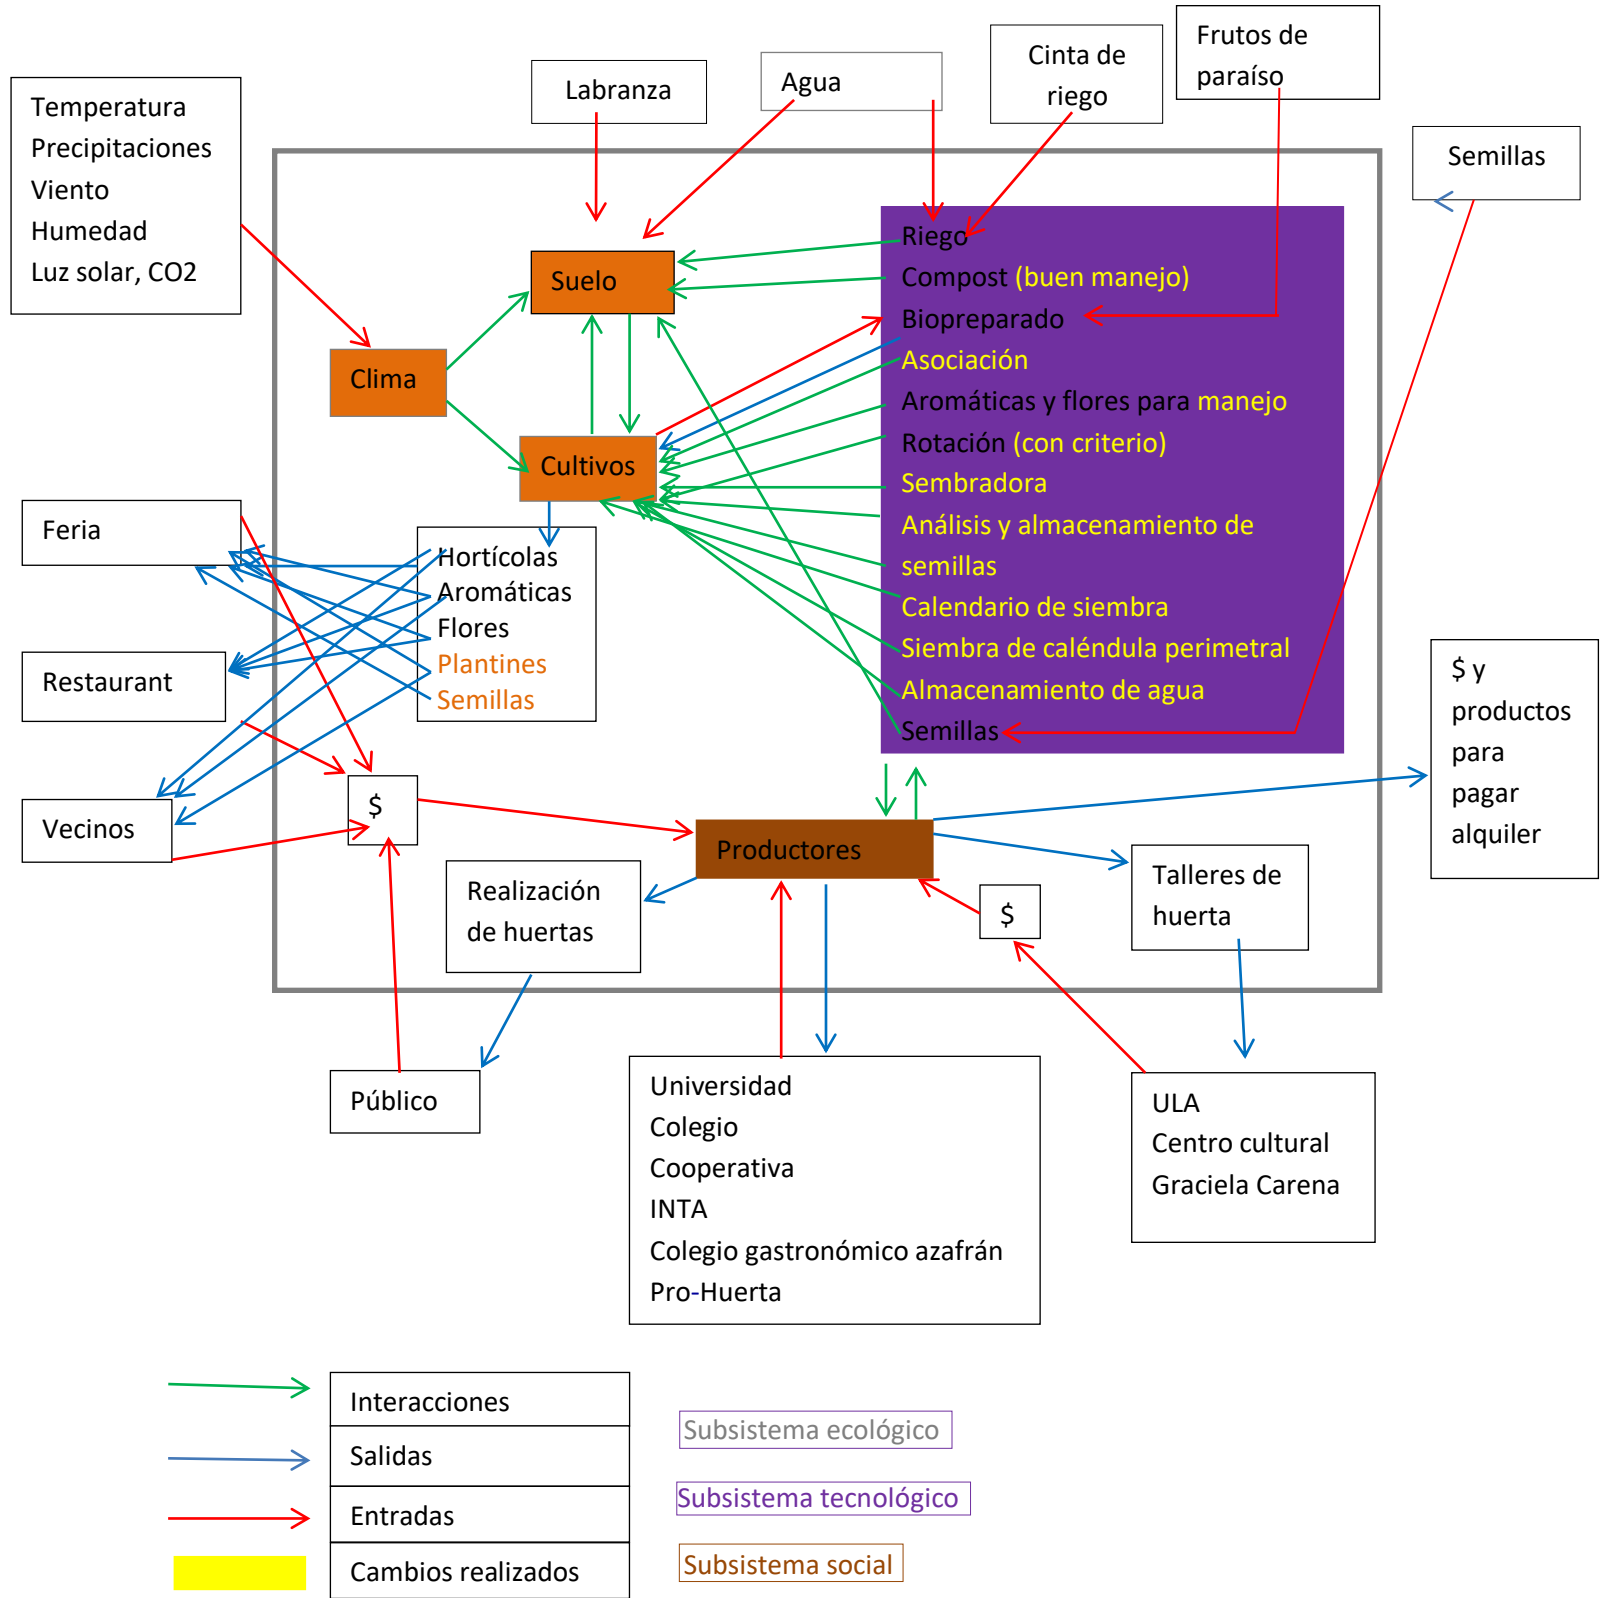 Frutos de
paraíso
Cinta de
riego
Labranza
Agua
Temperatura
Precipitaciones
Viento
Humedad
Luz solar, CO2
Semillas
Suelo
Clima
Cultivos
Riego
Compost (buen manejo)
Biopreparado
Asociación
Aromáticas y flores para manejo
Rotación (con criterio)
Sembradora
Análisis y almacenamiento de
semillas
Calendario de siembra
Siembra de caléndula perimetral
Almacenamiento de agua
Semillas
Feria
Restaurant
Vecinos
Hortícolas
Aromáticas
Flores
Plantines
Semillas
$
Productores
$ y
productos
para
pagar
alquiler
Realización
de huertas
$
Talleres de
huerta
Público
Universidad
Colegio
Cooperativa
INTA
Colegio gastronómico azafrán
Pro-Huerta
ULA
Centro cultural
Graciela Carena
Interacciones
Salidas
Entradas
Cambios realizados
Subsistema ecológico
Subsistema tecnológico
Subsistema social